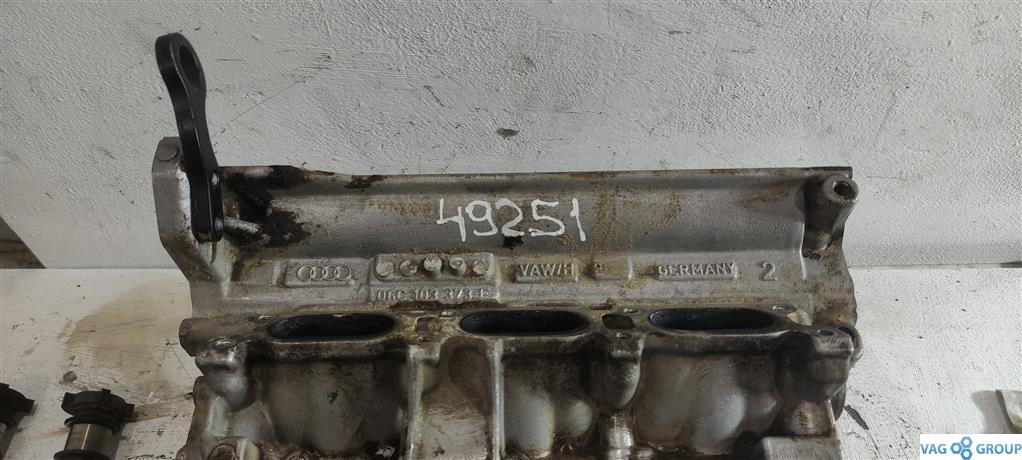 49251
VAW/H GERMANY 2
06C 103 373 F
VAG GROUP